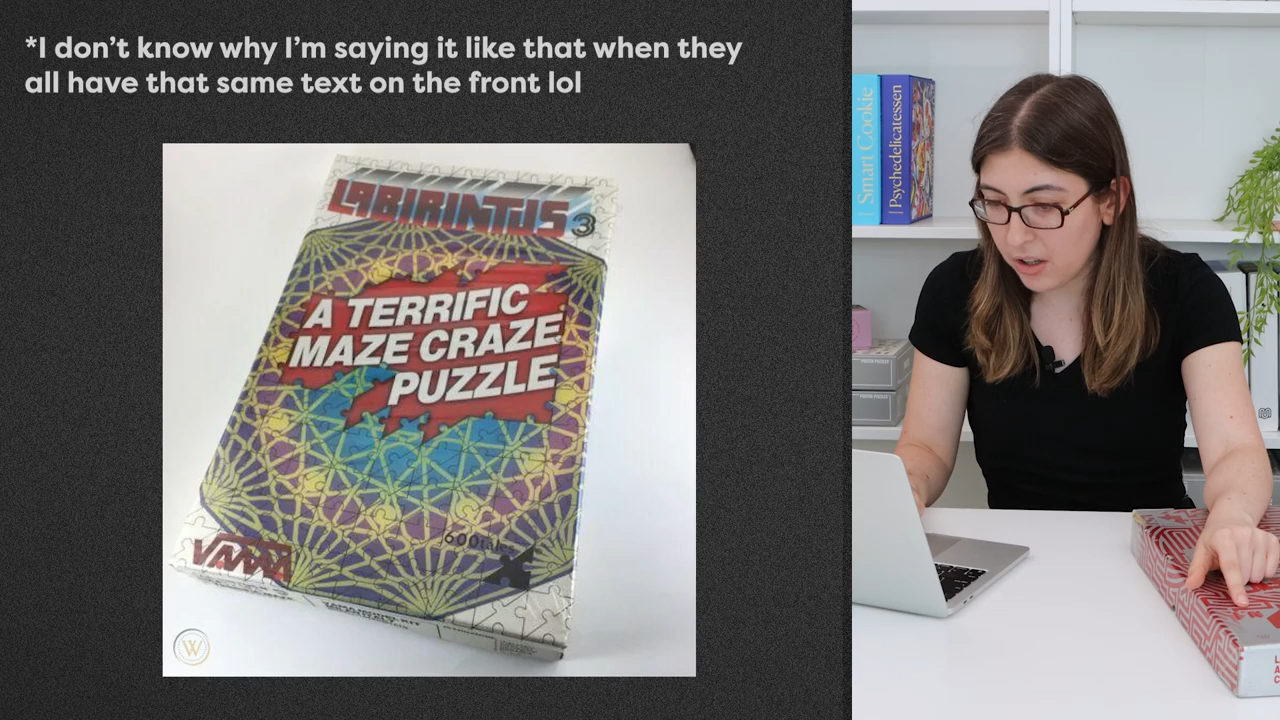 *I don't know why I'm saying it like that when they
all have that same text on the front lol
LABIRINTUS 3
A TERRIFIC
MAZE CRAZE
PUZZLE
600
Smart Cookie
Psychedelicatessen
W